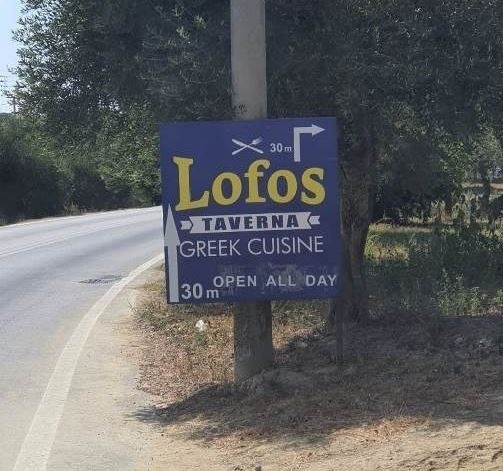 30m
Lofos
TAVERNA
GREEK CUISINE
OPEN ALL DAY
30m